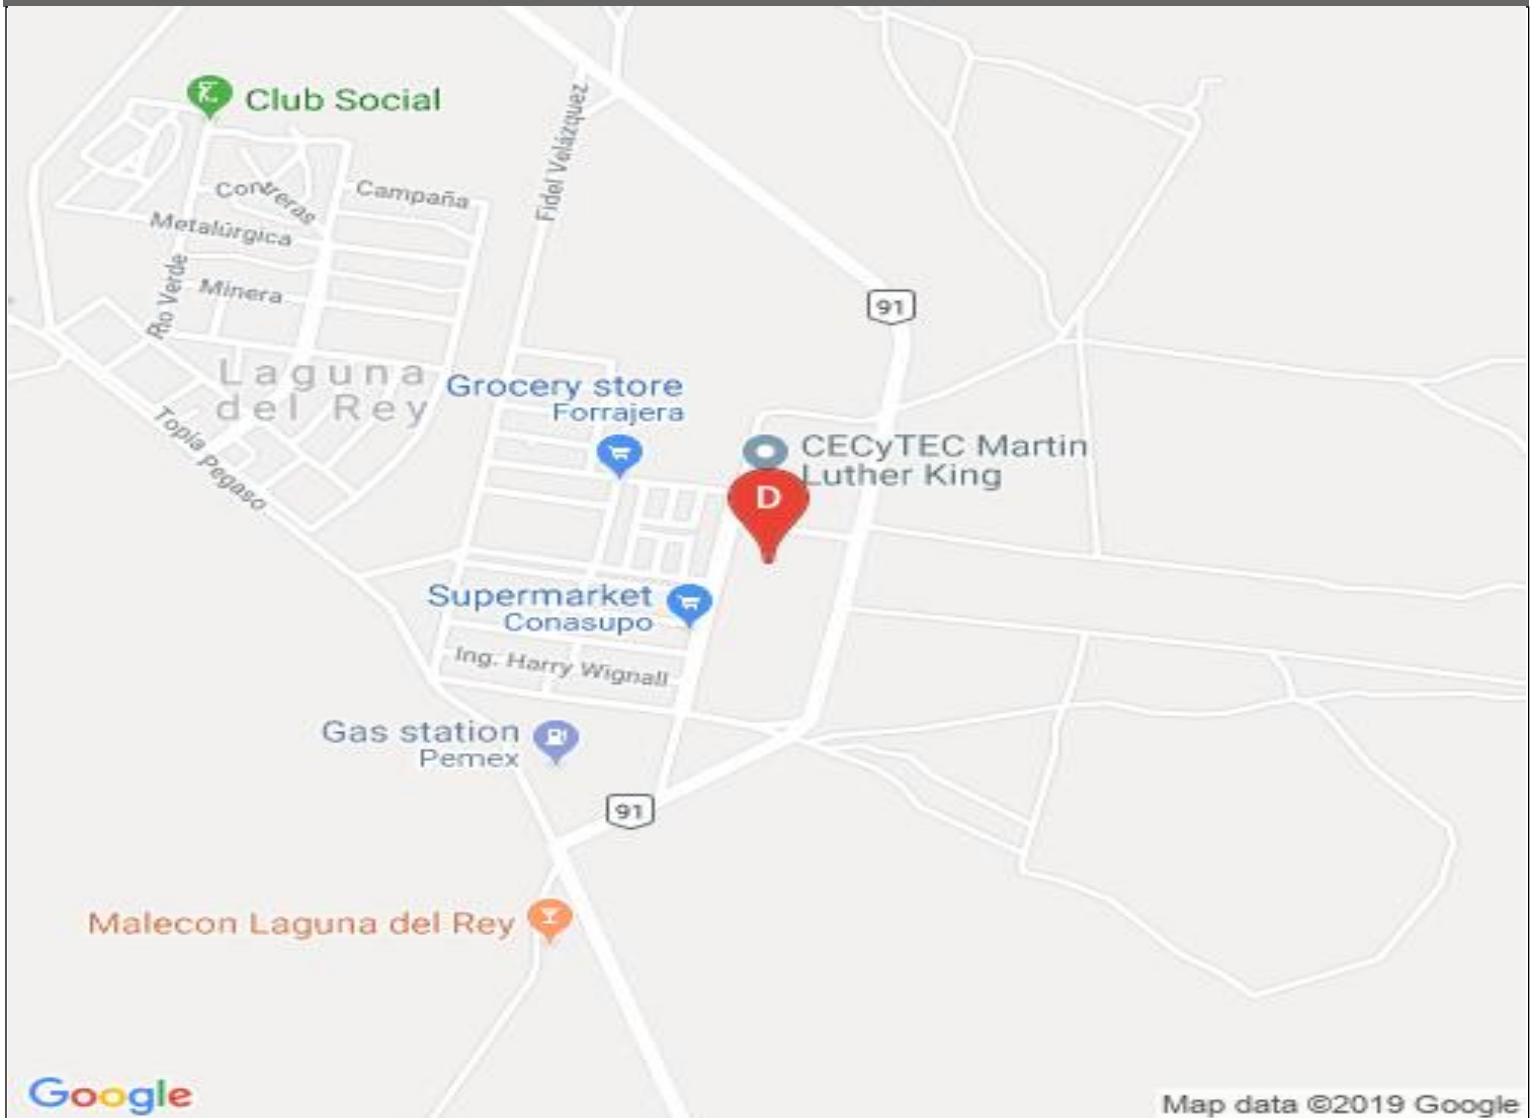 Club Social
Fidel Velázquez
Contreras
Campaña
Metalúrgica
Río Verde
Minera
91
Laguna
del Rey
Grocery store
Forrajera
Topía Pegaso
CECyTEC Martin
Luther King
D
Supermarket
Conasupo
Ing. Harry Wignall
Gas station
Pemex
91
Malecon Laguna del Rey
Google
Map data ©2019 Google